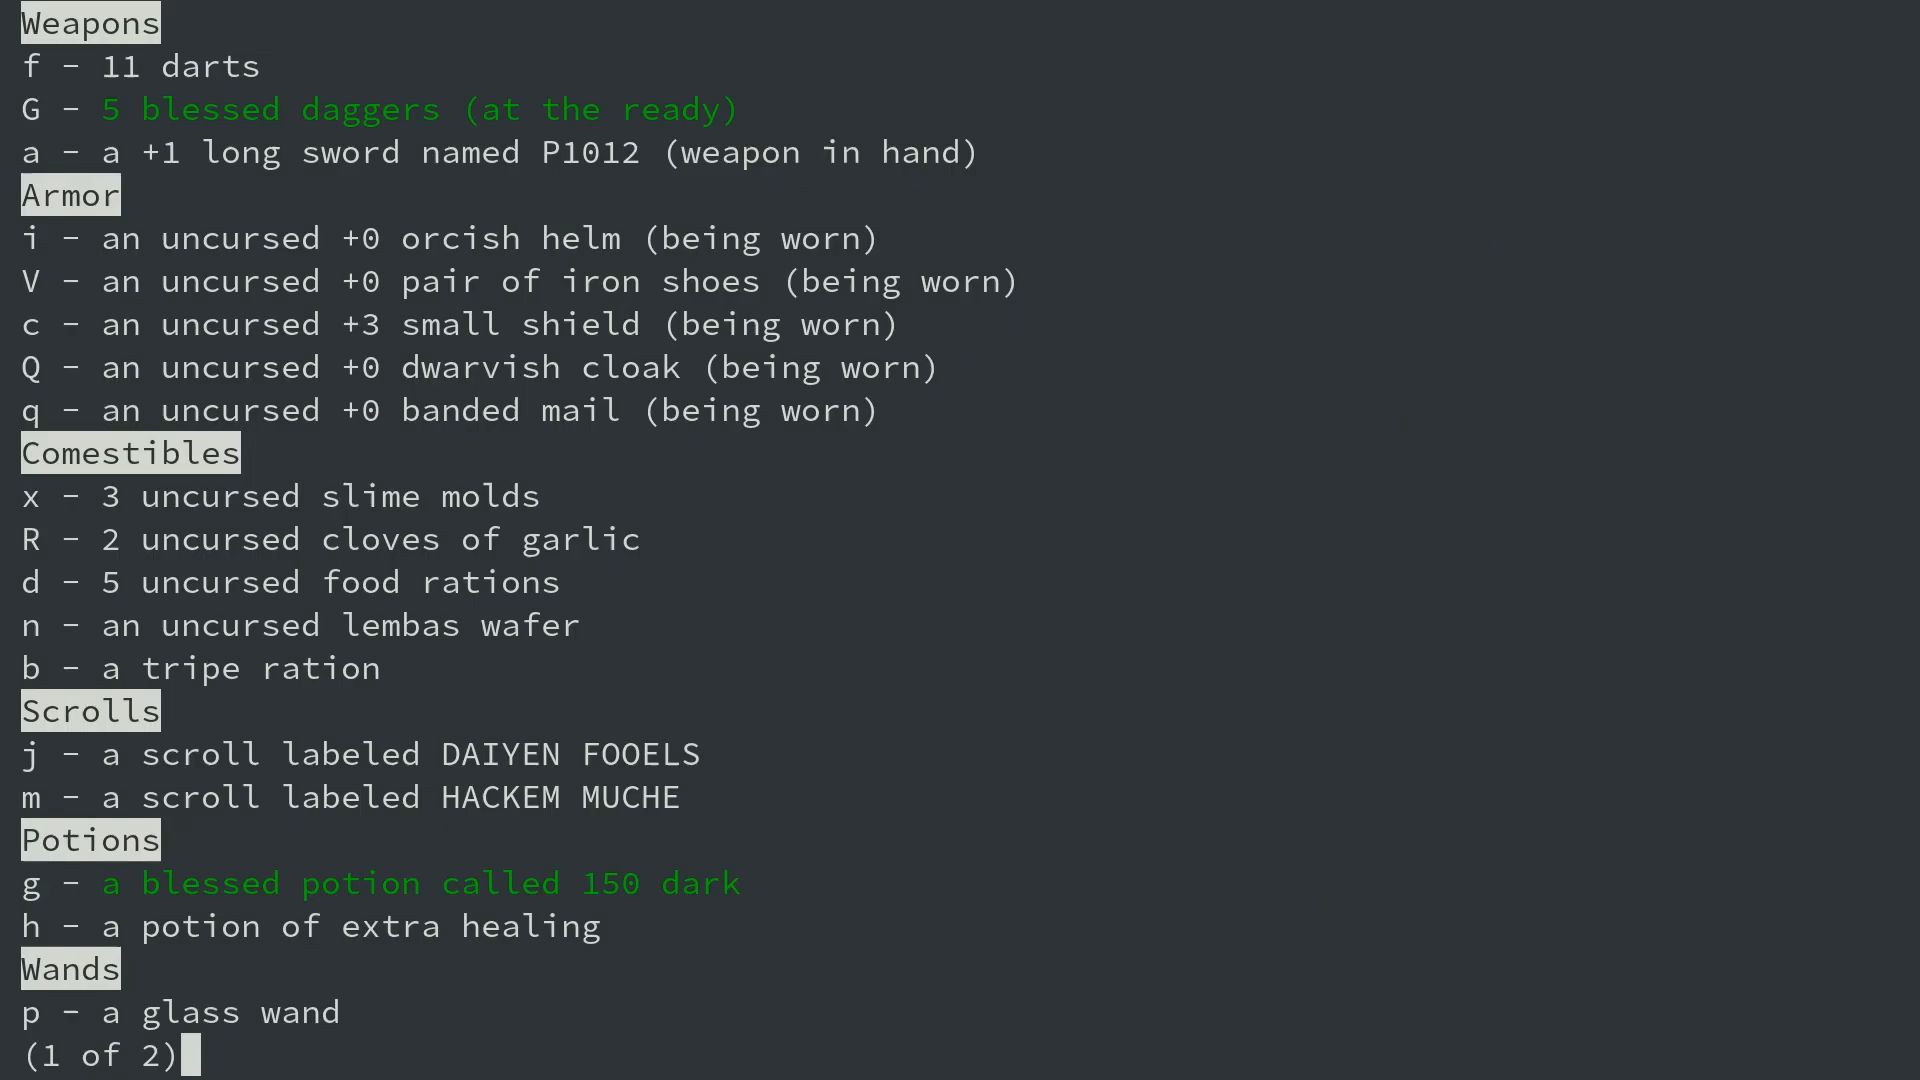 Weapons
f - 11 darts
G - 5 blessed daggers (at the ready)
a - a +1 long sword named P1012 (weapon in hand)
Armor
i - an uncursed +0 orcish helm (being worn)
V - an uncursed +0 pair of iron shoes (being worn)
c - an uncursed +3 small shield (being worn)
Q - an uncursed +0 dwarvish cloak (being worn)
q - an uncursed +0 banded mail (being worn)
Comestibles
x - 3 uncursed slime molds
R - 2 uncursed cloves of garlic
d - 5 uncursed food rations
n - an uncursed lembas wafer
b - a tripe ration
Scrolls
j - a scroll labeled DAIYEN FOOELS
m - a scroll labeled HACKEM MUCHE
Potions
g - a blessed potion called 150 dark
h - a potion of extra healing
Wands
p - a glass wand
(1 of 2)